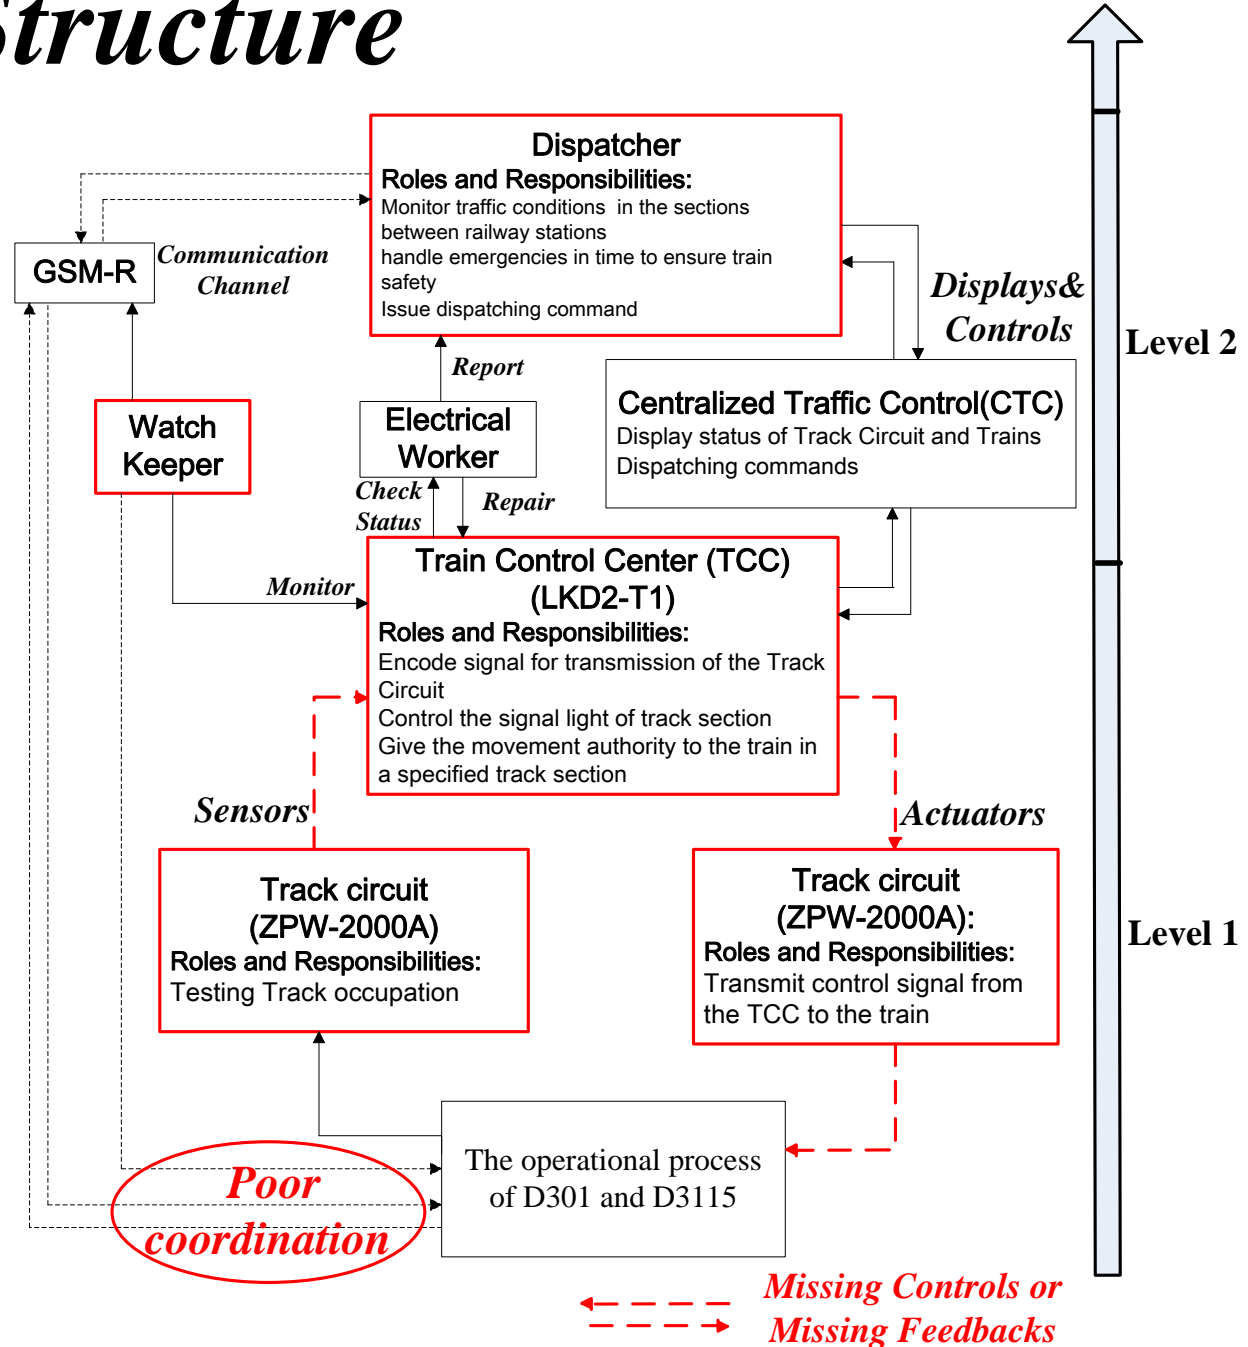 Structure
Dispatcher
Roles and Responsibilities:
Monitor traffic conditions in the sections
between railway stations
handle emergencies in time to ensure train
safety
Issue dispatching command
GSM-R
Communication
Channel
Displays&
Controls
Level 2
Report
Watch
Keeper
Electrical
Worker
Centralized Traffic Control(CTC)
Display status of Track Circuit and Trains
Dispatching commands
Check
Status
Repair
Monitor
Train Control Center (TCC)
(LKD2-T1)
Roles and Responsibilities:
Encode signal for transmission of the Track
Circuit
Control the signal light of track section
Give the movement authority to the train in
a specified track section
Sensors
Actuators
Track circuit
(ZPW-2000A)
Roles and Responsibilities:
Testing Track occupation
Track circuit
(ZPW-2000A):
Roles and Responsibilities:
Transmit control signal from
the TCC to the train
Level 1
The operational process
of D301 and D3115
Poor
coordination
Missing Controls or
Missing Feedbacks